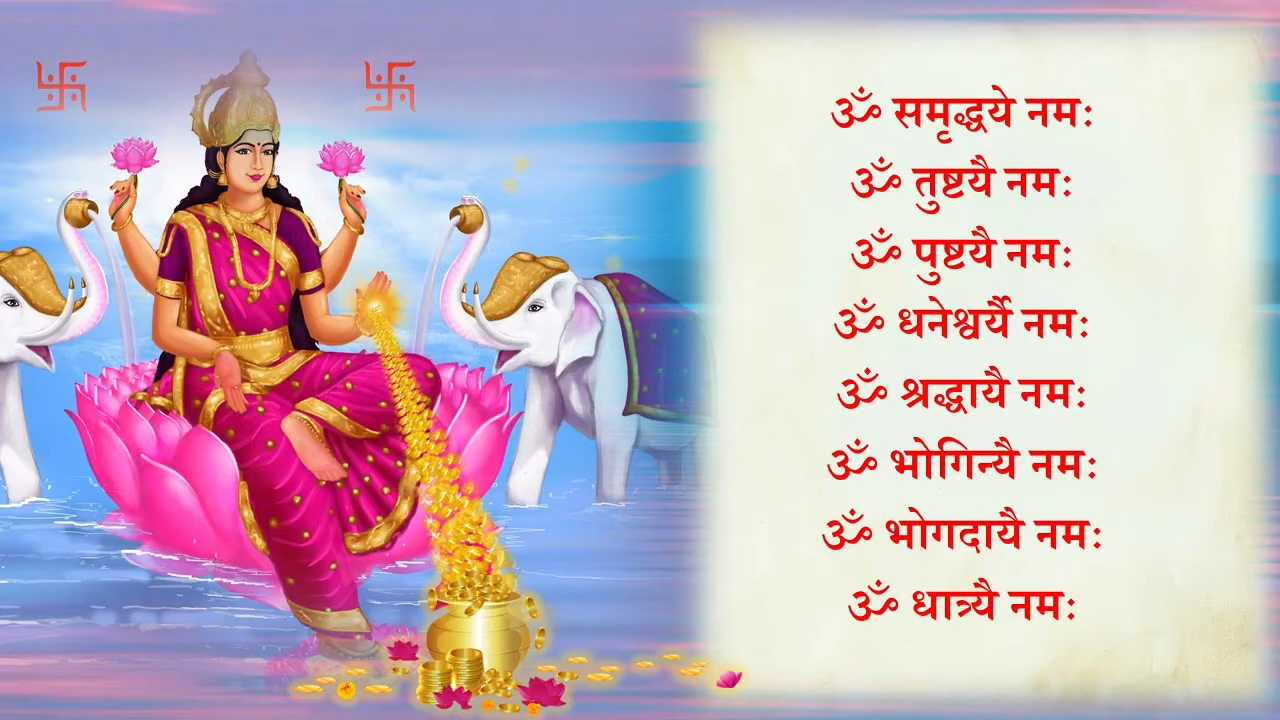 ॐ समृद्धये नमः
ॐ तुष्टयै नमः
ॐ पुष्टयै नमः
ॐ धनेश्वर्यै नमः
ॐ श्रद्धायै नमः
ॐ भोगिन्यै नमः
ॐ भोगदायै नमः
ॐ धात्र्यै नमः